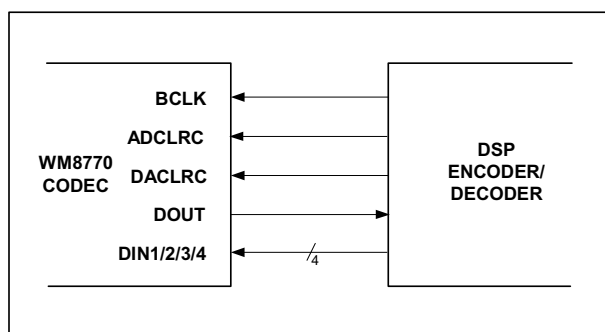 BCLK
ADCLRC
WM8770
CODEC
DACLRC
DOUT
DIN1/2/3/4
4
DSP
ENCODER/
DECODER